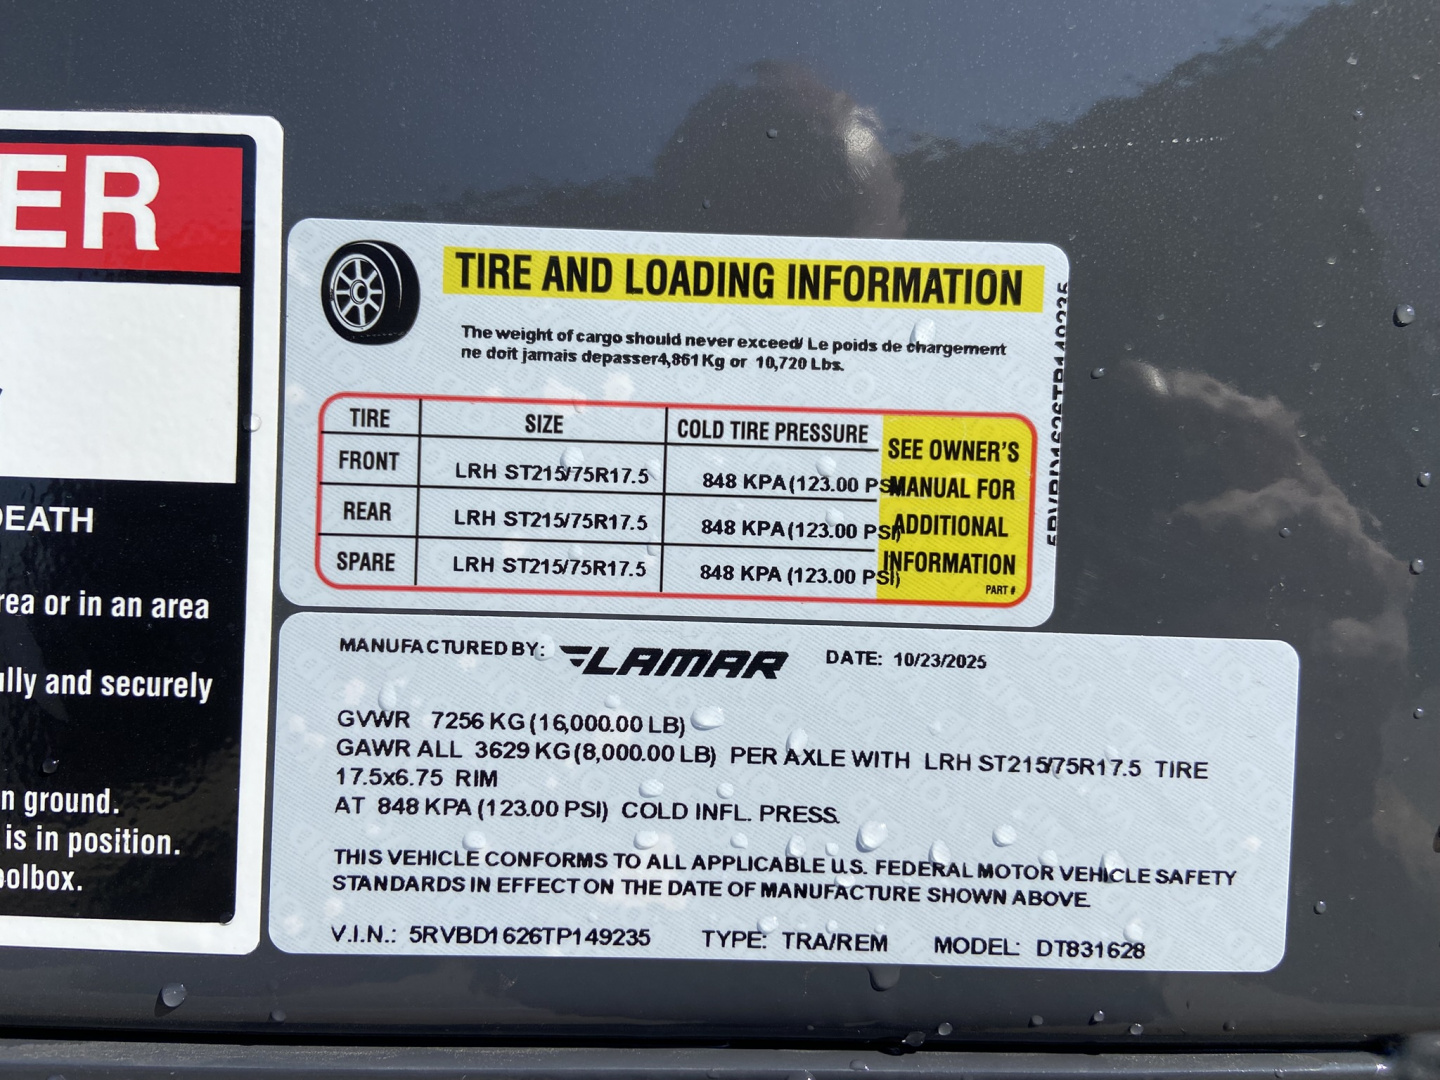 ER
DEATH
rea or in an area
ully and securely
n ground.
is in position.
oolbox.
TIRE AND LOADING INFORMATION
The weight of cargo should never exceed/ Le poids de chargement
ne doit jamais depasser4,861 Kg or 10,720 Lbs.
TIRE SIZE COLD TIRE PRESSURE
FRONT LRH ST215/75R17.5 848 KPA (123.00 PSI)
REAR LRH ST215/75R17.5 848 KPA (123.00 PSI)
SPARE LRH ST215/75R17.5 848 KPA (123.00 PSI)
SEE OWNER'S
MANUAL FOR
ADDITIONAL
INFORMATION
PART #
5RVBD1626TP149235
MANUFACTURED BY: LAMAR DATE: 10/23/2025
GVWR 7256 KG (16,000.00 LB)
GAWR ALL 3629 KG (8,000.00 LB) PER AXLE WITH LRH ST215/75R17.5 TIRE
17.5x6.75 RIM
AT 848 KPA (123.00 PSI) COLD INFL. PRESS.
THIS VEHICLE CONFORMS TO ALL APPLICABLE U.S. FEDERAL MOTOR VEHICLE SAFETY
STANDARDS IN EFFECT ON THE DATE OF MANUFACTURE SHOWN ABOVE.
V.I.N.: 5RVBD1626TP149235 TYPE: TRA/REM MODEL: DT831628